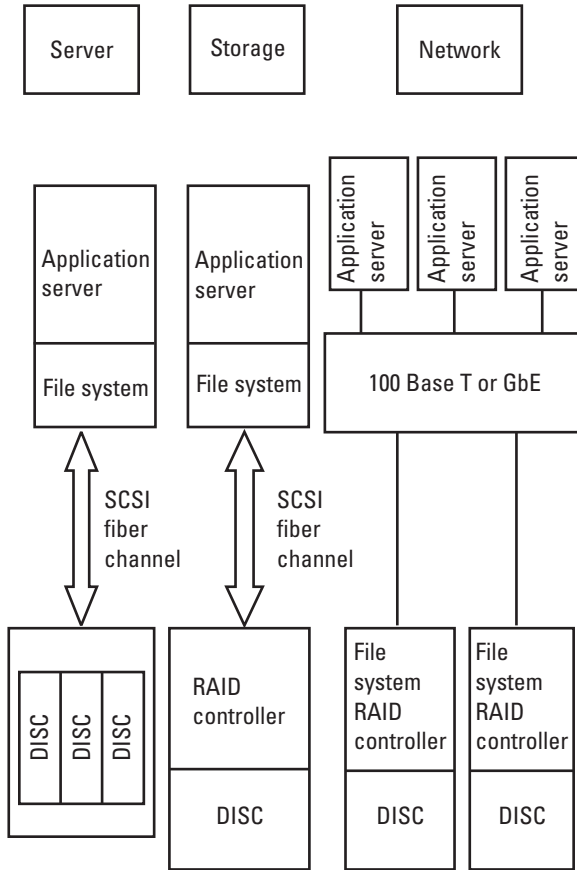 Server
Storage
Network
Application
server
File system
SCSI
fiber
channel
DISC
DISC
DISC
Application
server
File system
SCSI
fiber
channel
RAID
controller
DISC
Application
server
Application
server
Application
server
100 Base T or GbE
File
system
RAID
controller
DISC
File
system
RAID
controller
DISC